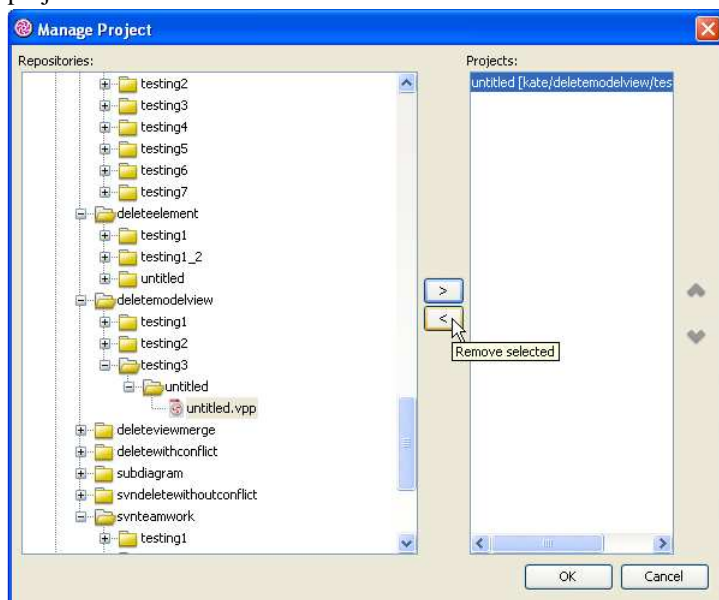 Manage Project
Repositories:
testing2
testing3
testing4
testing5
testing6
testing7
deleteelement
testing1
testing1_2
untitled
deletemodelview
testing1
testing2
testing3
untitled
untitled.vpp
deleteviewmerge
deletewithconflict
subdiagram
svndeletewithoutconflict
svnteamwork
testing1
>
<
Remove selected
Projects:
untitled [kate/deletemodelview/tes
OK
Cancel